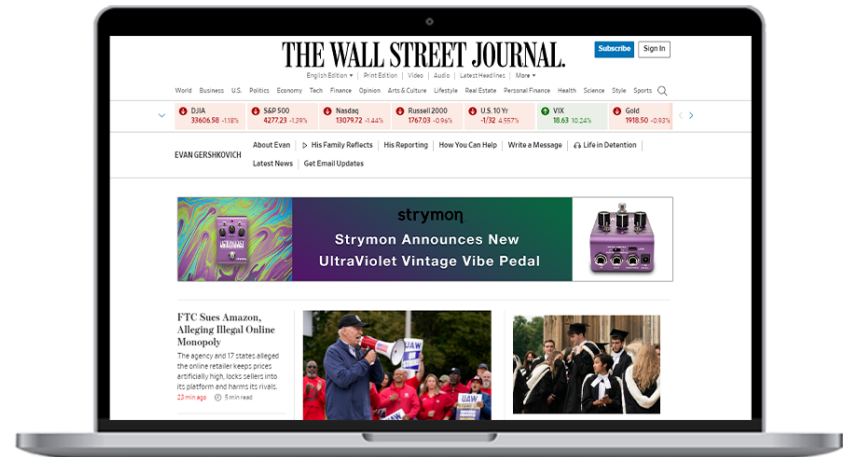 THE WALL STREET JOURNAL.
Subscribe Sign In
English Edition Print Edition Video Audio Latest Headlines More
World Business U.S. Politics Economy Tech Finance Opinion Arts & Culture Lifestyle Real Estate Personal Finance Health Science Style Sports
DJIA S&P 500 Nasdaq Russell 2000 U.S. 10 Yr VIX Gold
33606.58 -1.18% 4277.23 -1.39% 13079.72 -1.44% 1767.03 -0.96% -1/32 4.557% 18.63 10.24% 1918.50 -0.93%
EVAN GERSHKOVICH
About Evan His Family Reflects His Reporting How You Can Help Write a Message Life in Detention
Latest News Get Email Updates
strymon
Strymon Announces New
UltraViolet Vintage Vibe Pedal
FTC Sues Amazon,
Alleging Illegal Online
Monopoly
The agency and 17 states alleged
the online retailer keeps prices
artificially high, locks sellers into
its platform and harms its rivals.
23 min ago 5 min read
UAW
UAW